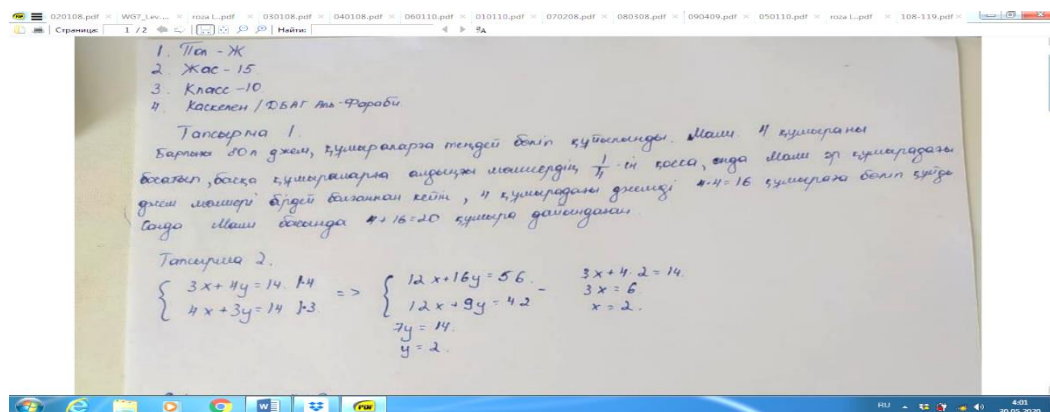 020108.pdf WG7_Lev.... roza l...pdf 030108.pdf 040108.pdf 060110.pdf 010110.pdf 070208.pdf 080308.pdf 090409.pdf 050110.pdf roza l...pdf 108-119.pdf
Страница: 1 / 2 Найти:
1. Пол - Ж
2. Жас - 15
3. Класс - 10
4. Каскелен / ДБАГ Аль-Фараби
Тапсырма 1.
Барлығы 80л джем, құмыраларға теңдей бөліп құйылынды. Мали 4 құмыраны
босатып, басқа құмыраларға алдыңғы мөлшердің 1/4-ін қосса, онда Мали әр құмырадағы
джем мөлшері бірдей болғаннан кейін, 4 құмырадағы джемді 4·4=16 құмыраға бөліп құйды
Сонда Мали басында 4+16=20 құмыра дайындаған.
Тапсырма 2.
{ 3x+4y=14 |·4 => { 12x+16y=56 - 3x+4·2=14.
{ 4x+3y=14 |·3 { 12x+9y=42 3x=6
7y=14. x=2.
y=2.
RU 4:01
20.05.2020